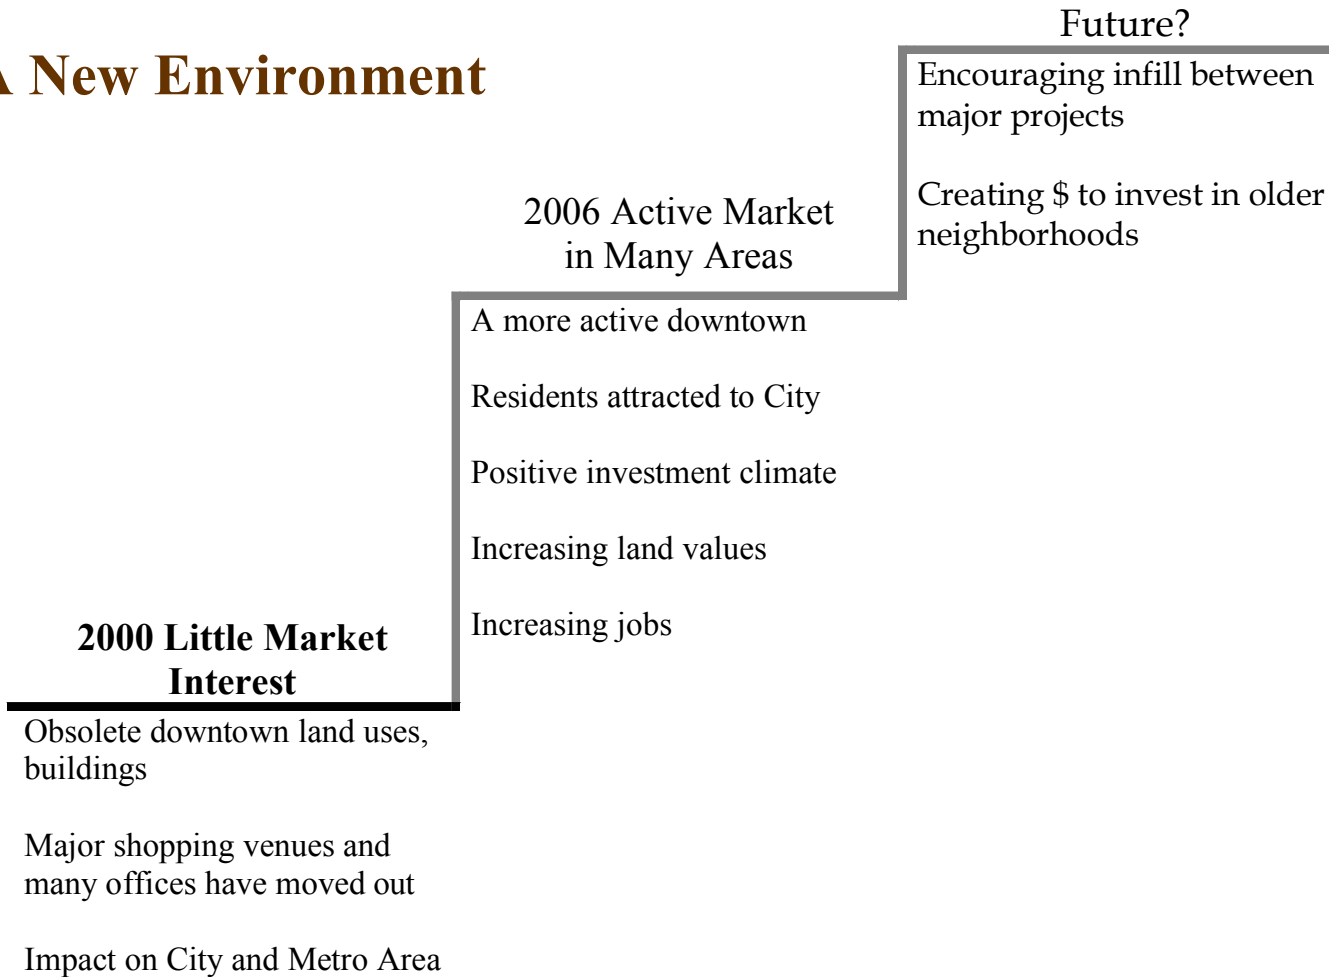 A New Environment
Future?
Encouraging infill between
major projects
Creating $ to invest in older
neighborhoods
2006 Active Market
in Many Areas
A more active downtown
Residents attracted to City
Positive investment climate
Increasing land values
Increasing jobs
2000 Little Market
Interest
Obsolete downtown land uses,
buildings
Major shopping venues and
many offices have moved out
Impact on City and Metro Area